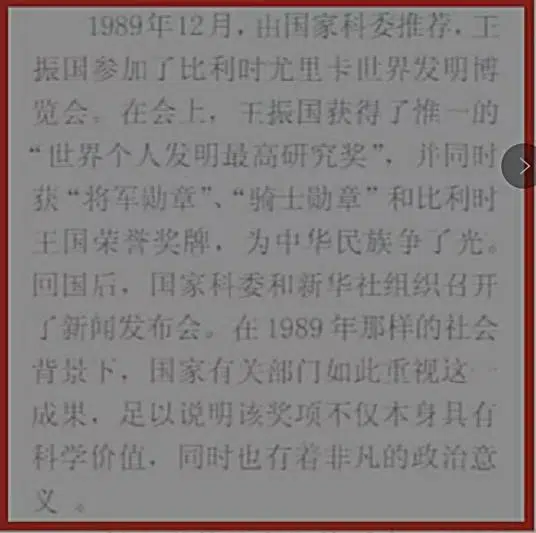 1989年12月，由国家科委推荐，王
振国参加了比利时尤里卡世界发明博
览会。在会上，王振国获得了惟一的
“世界个人发明最高研究奖”，并同时
获“将军勋章”、“骑士勋章”和比利时
王国荣誉奖牌，为中华民族争了光。
回国后，国家科委和新华社组织召开
了新闻发布会。在1989年那样的社会
背景下，国家有关部门如此重视这一
成果，足以说明该奖项不仅本身具有
科学价值，同时也有着非凡的政治意
义。